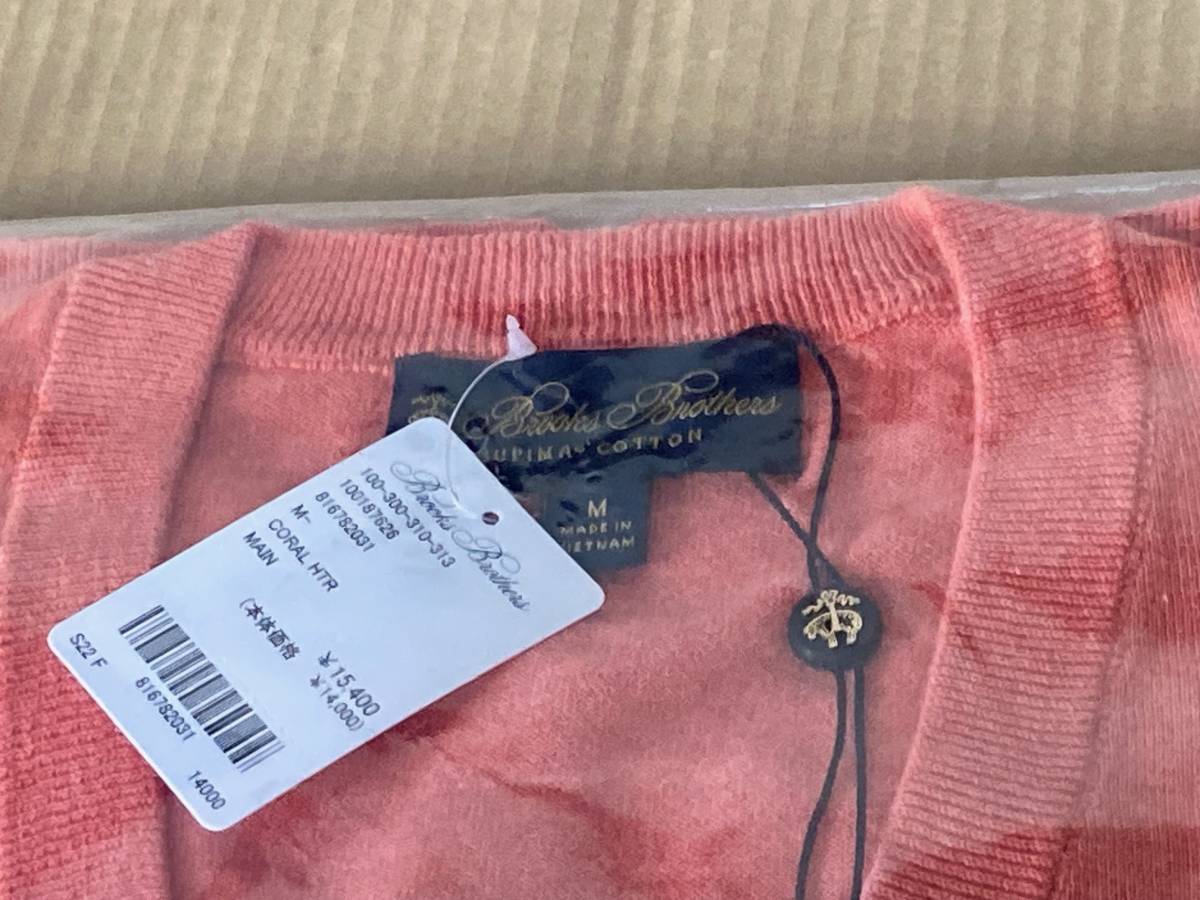 Brooks Brothers
SUPIMA® COTTON
M
MADE IN
VIETNAM
Brooks Brothers
100-300-310-313
100187626
816782031
M-
CORAL HTR
MAIN
¥15,400
(本体価格 ¥14,000)
816782031
S22 F
14000